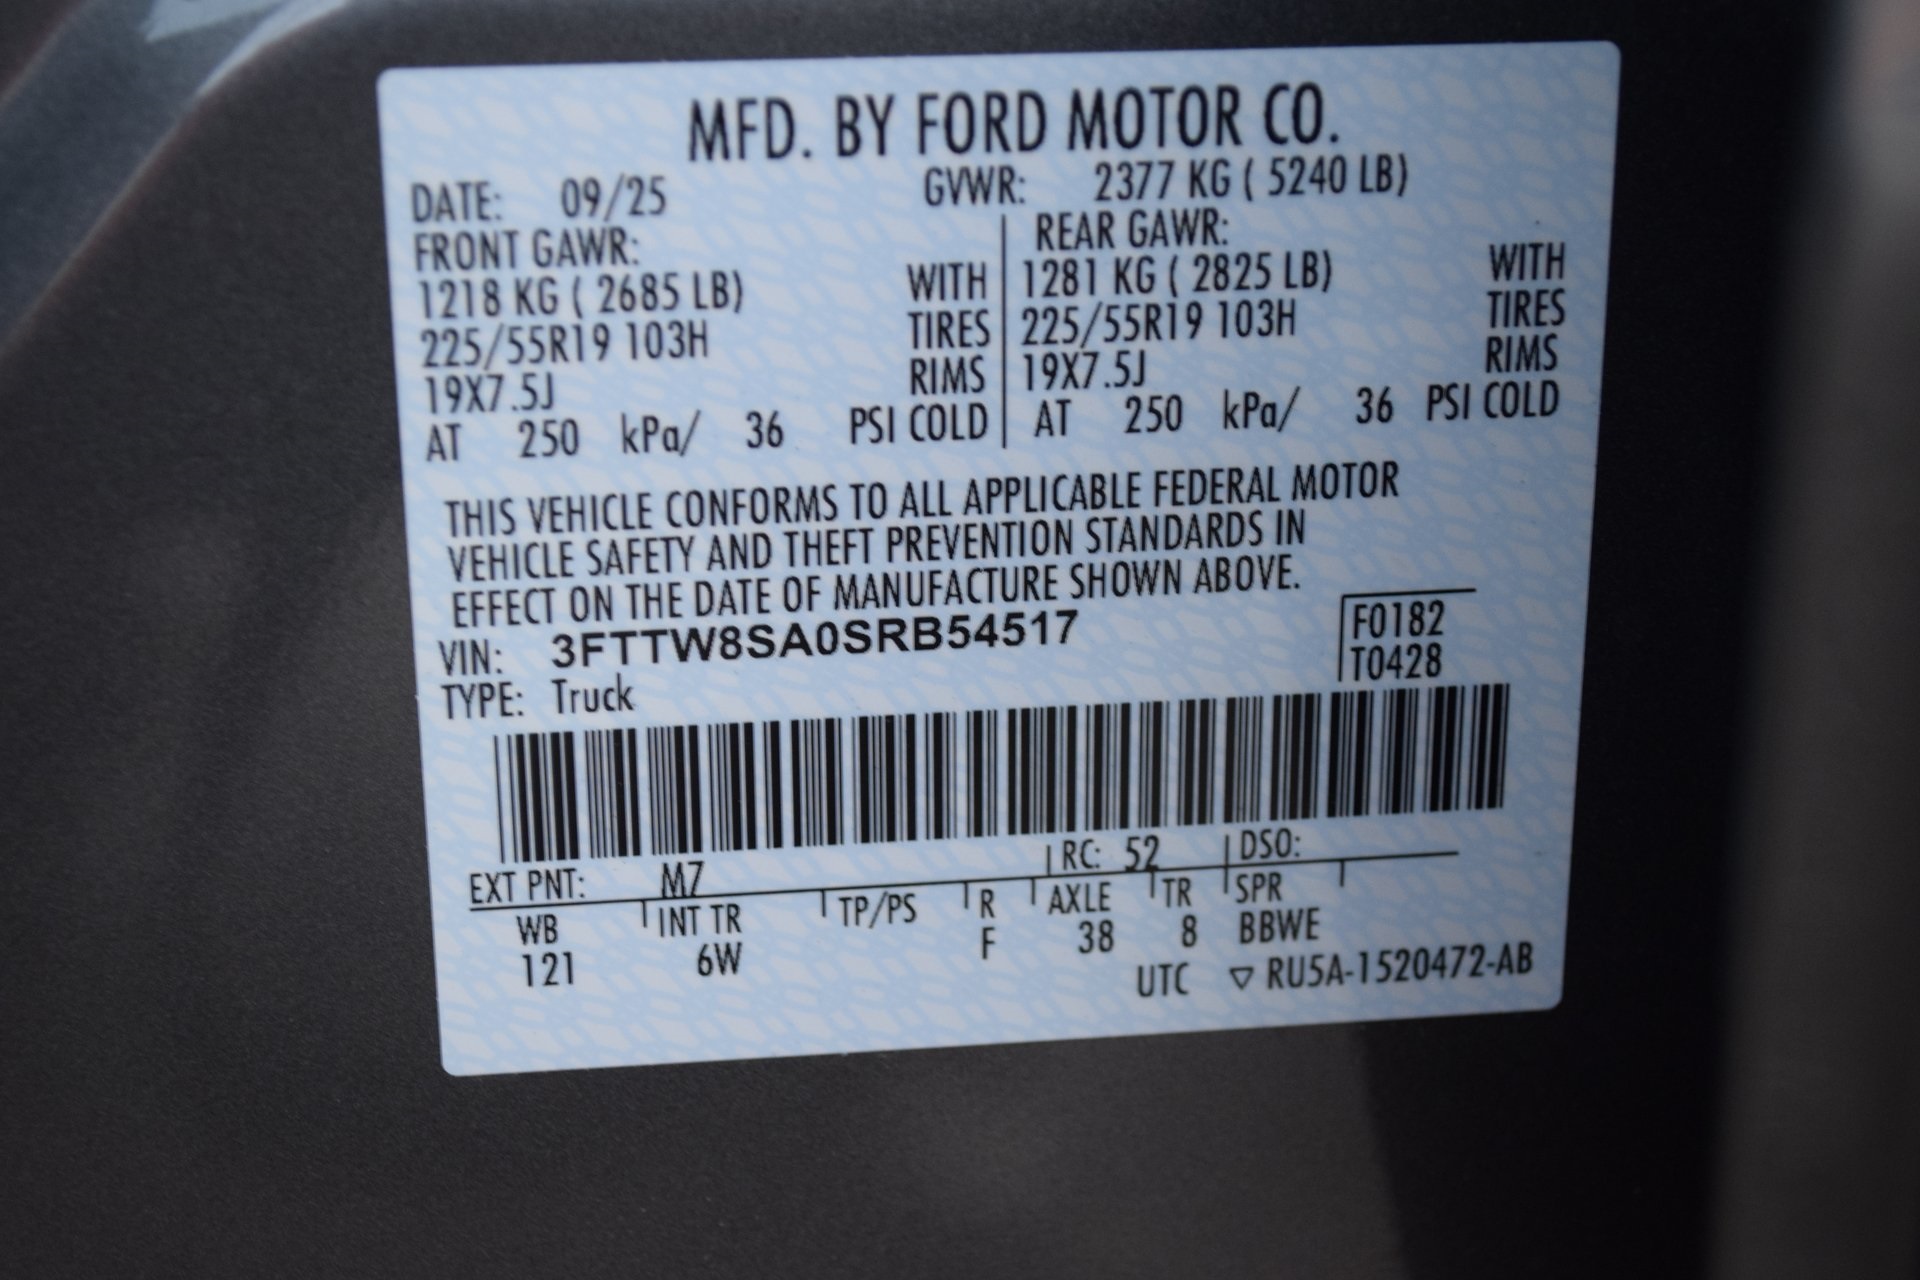 MFD. BY FORD MOTOR CO.
DATE: 09/25 GVWR: 2377 KG ( 5240 LB)
FRONT GAWR: REAR GAWR:
1218 KG ( 2685 LB) WITH 1281 KG ( 2825 LB) WITH
225/55R19 103H TIRES 225/55R19 103H TIRES
19X7.5J RIMS 19X7.5J RIMS
AT 250 kPa/ 36 PSI COLD AT 250 kPa/ 36 PSI COLD
THIS VEHICLE CONFORMS TO ALL APPLICABLE FEDERAL MOTOR
VEHICLE SAFETY AND THEFT PREVENTION STANDARDS IN
EFFECT ON THE DATE OF MANUFACTURE SHOWN ABOVE.
VIN: 3FTTW8SA0SRB54517 F0182
TYPE: Truck T0428
EXT PNT: M7 RC: 52 DSO:
WB INT TR TP/PS R AXLE TR SPR
121 6W F 38 8 BBWE
UTC ▽ RU5A-1520472-AB